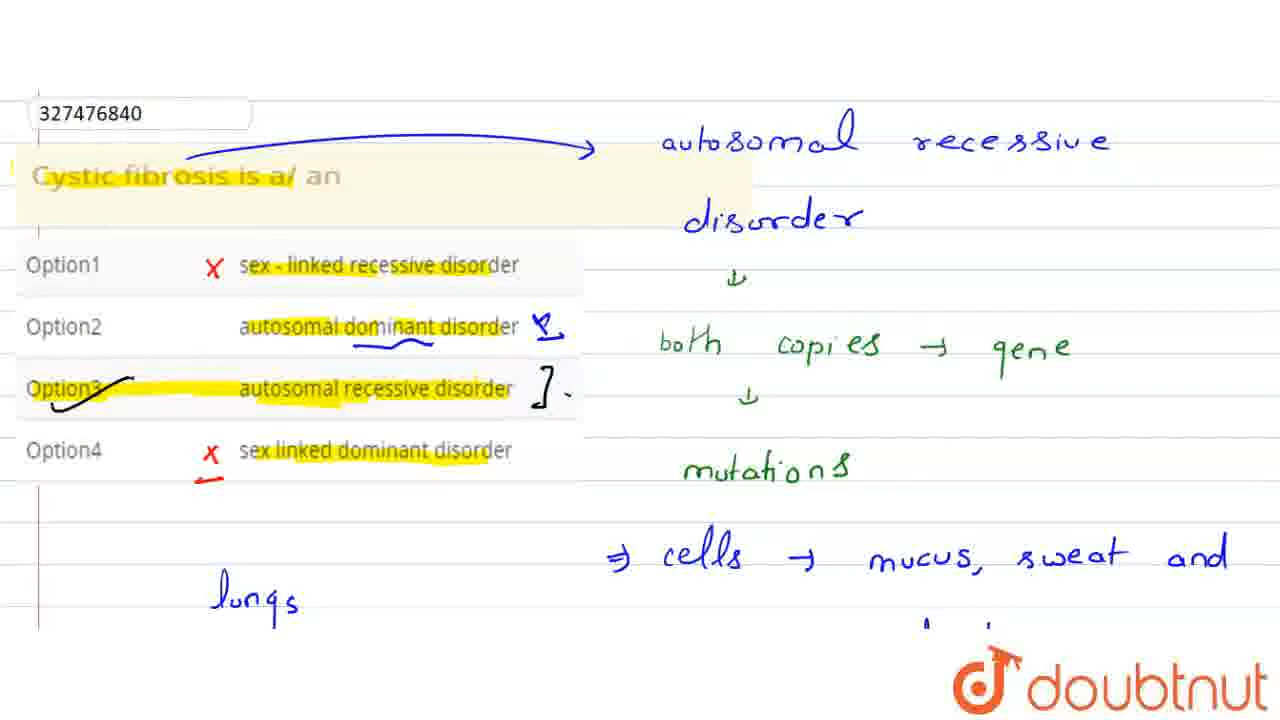 327476840
Cystic fibrosis is a/ an
Option1 sex - linked recessive disorder
Option2 autosomal dominant disorder
Option3 autosomal recessive disorder
Option4 sex linked dominant disorder
autosomal recessive
disorder
↓
both copies → gene
↓
mutations
⇒ cells → mucus, sweat and
lungs
doubtnut